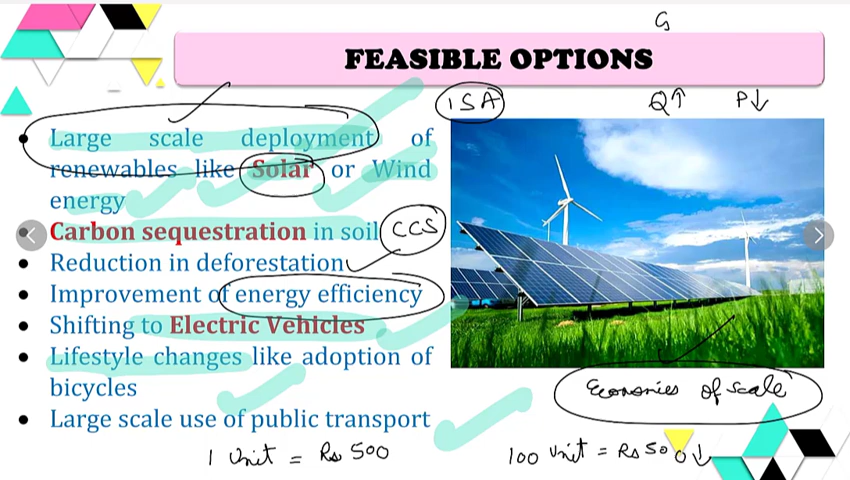 G
FEASIBLE OPTIONS
ISA
Q↑ P↓
• Large scale deployment of
renewables like Solar or Wind
energy
• Carbon sequestration in soil CCS
• Reduction in deforestation
• Improvement of energy efficiency
• Shifting to Electric Vehicles
• Lifestyle changes like adoption of
bicycles
• Large scale use of public transport
Economies of scale
1 Unit = Rs 500
100 Unit = Rs 500↓